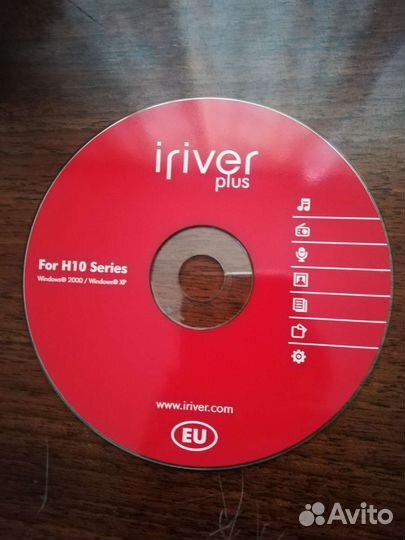 iriver
plus
For H10 Series
Windows® 2000 / Windows® XP
www.iriver.com
EU
Avito